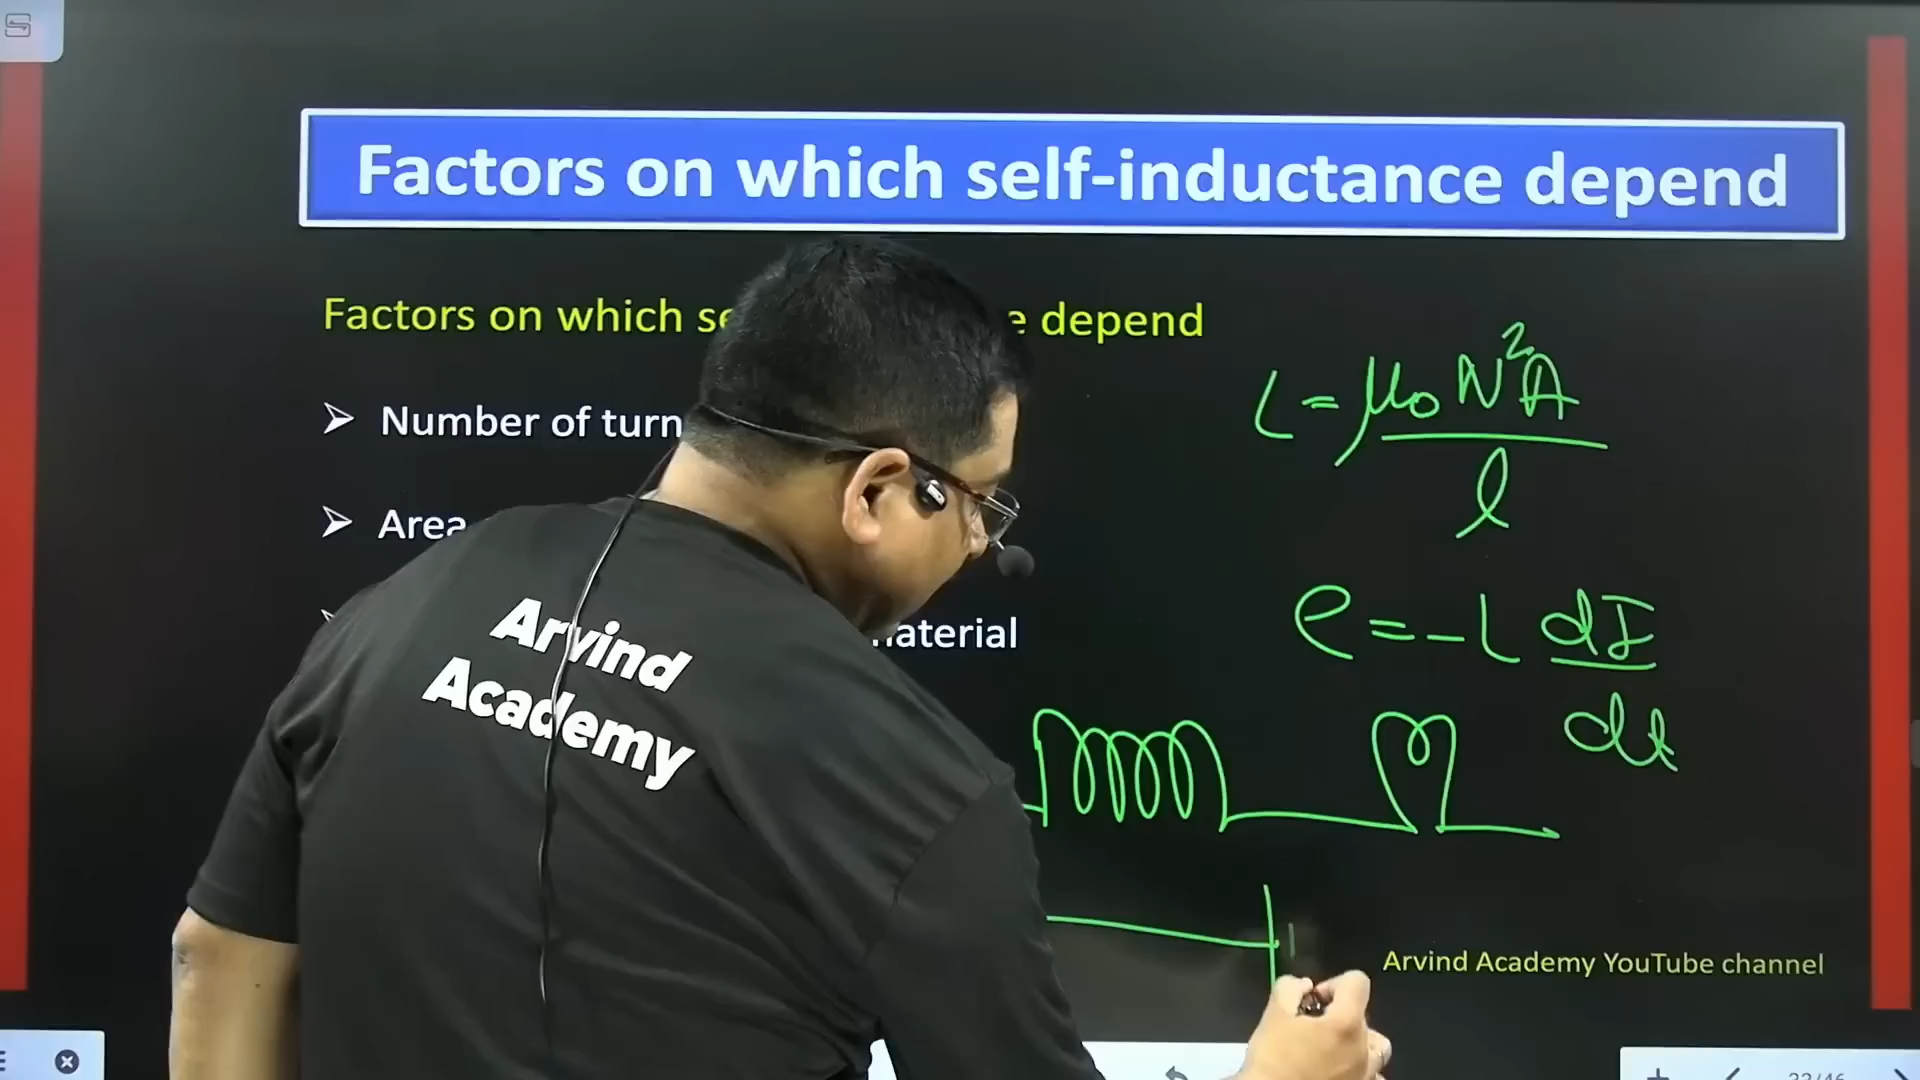 Factors on which self-inductance depend
Factors on which se e depend
➤ Number of turn
➤ Area
material
L = μ₀N²A / l
e = -L dI / dt
Arvind
Academy
Arvind Academy YouTube channel